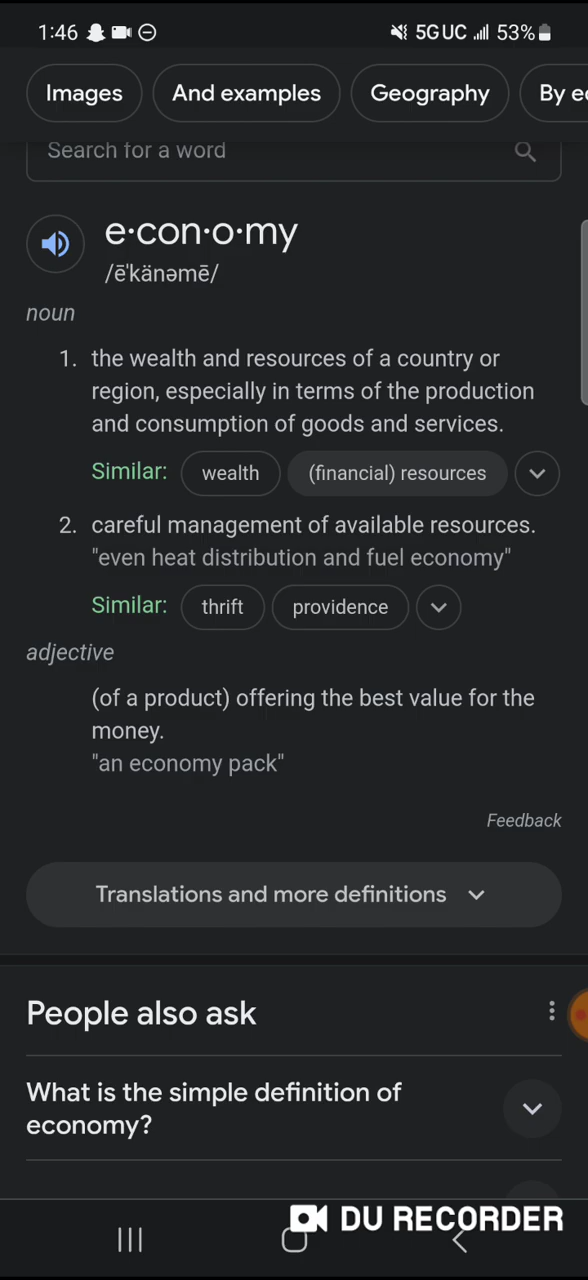 1:46 5G UC 53%
Images And examples Geography By e
Search for a word
e·con·o·my
/ēˈkänəmē/
noun
1. the wealth and resources of a country or
region, especially in terms of the production
and consumption of goods and services.
Similar: wealth (financial) resources
2. careful management of available resources.
"even heat distribution and fuel economy"
Similar: thrift providence
adjective
(of a product) offering the best value for the
money.
"an economy pack"
Feedback
Translations and more definitions
People also ask
What is the simple definition of
economy?
DU RECORDER